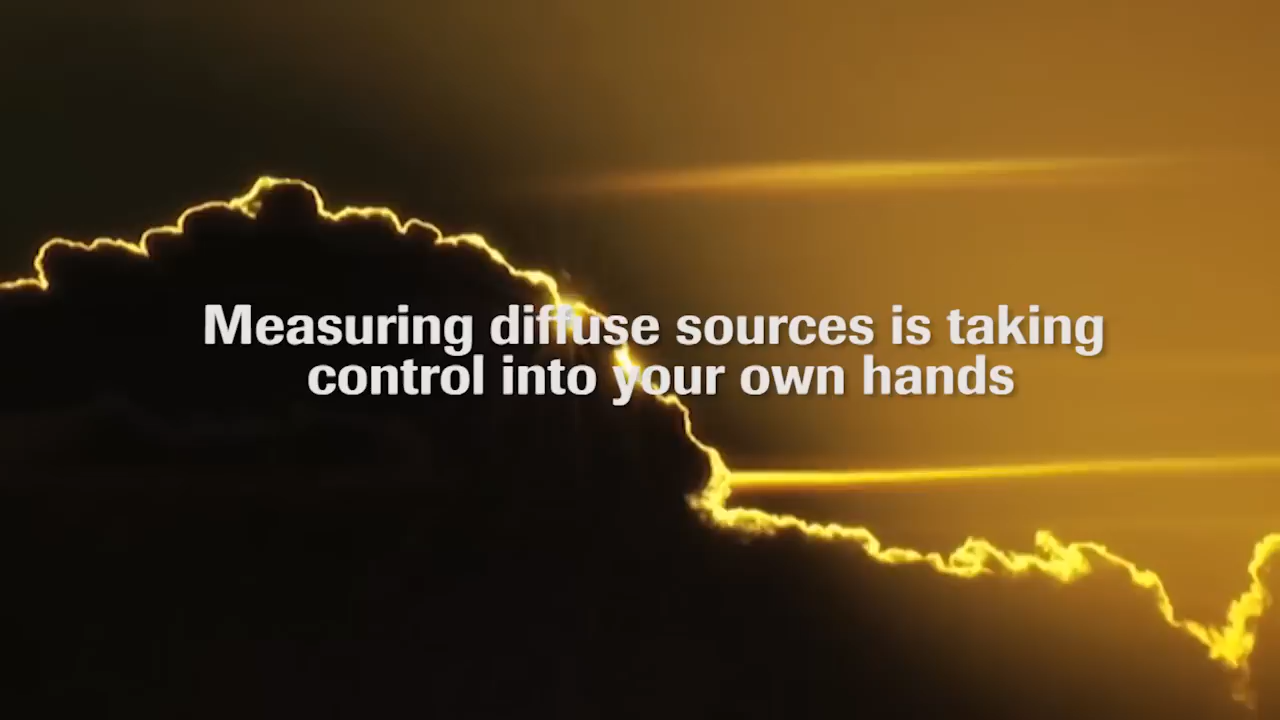 Measuring diffuse sources is taking
control into your own hands